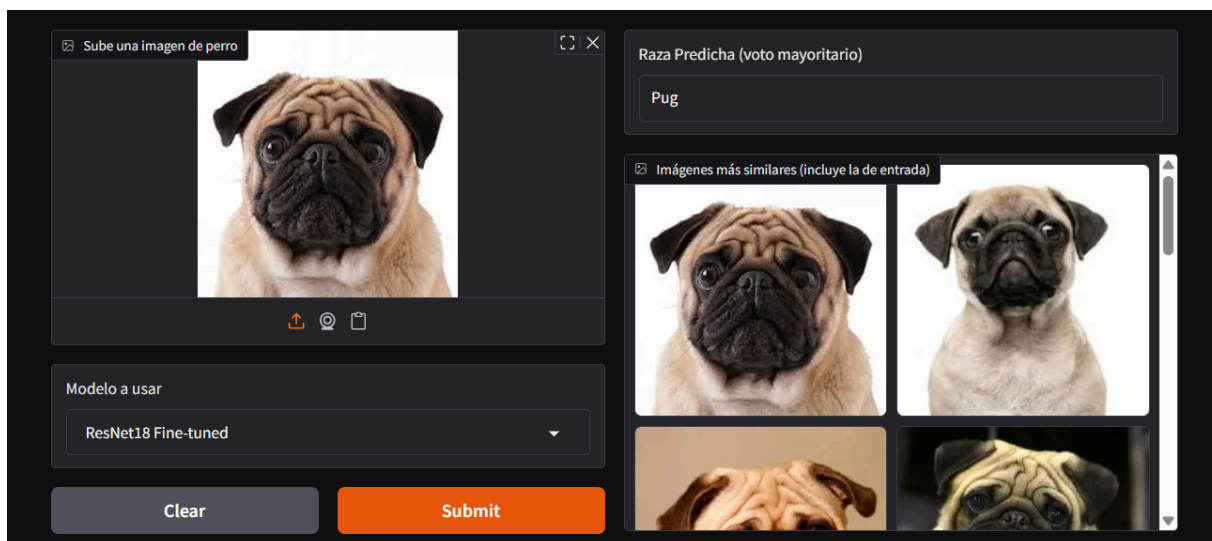 Sube una imagen de perro
Modelo a usar
ResNet18 Fine-tuned
Clear
Submit
Raza Predicha (voto mayoritario)
Pug
Imágenes más similares (incluye la de entrada)